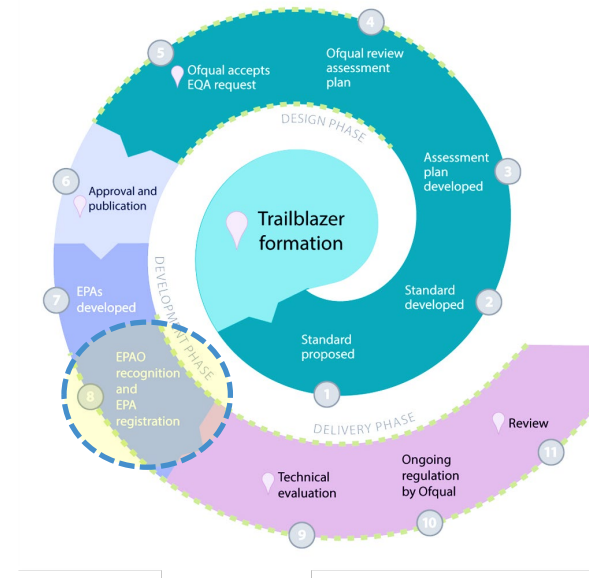 Trailblazer
formation
1
Standard
proposed
2
Standard
developed
3
Assessment
plan
developed
4
Ofqual review
assessment
plan
5
Ofqual accepts
EQA request
DESIGN PHASE
6
Approval and
publication
7
EPAs
developed
8
EPAO
recognition
and
EPA
registration
DEVELOPMENT PHASE
9
Technical
evaluation
10
Ongoing
regulation
by Ofqual
11
Review
DELIVERY PHASE